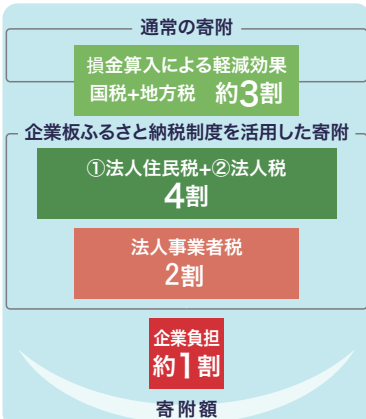 通常の寄附
損金算入による軽減効果
国税+地方税 約3割
企業板ふるさと納税制度を活用した寄附
①法人住民税+②法人税
4割
法人事業者税
2割
企業負担
約1割
寄附額